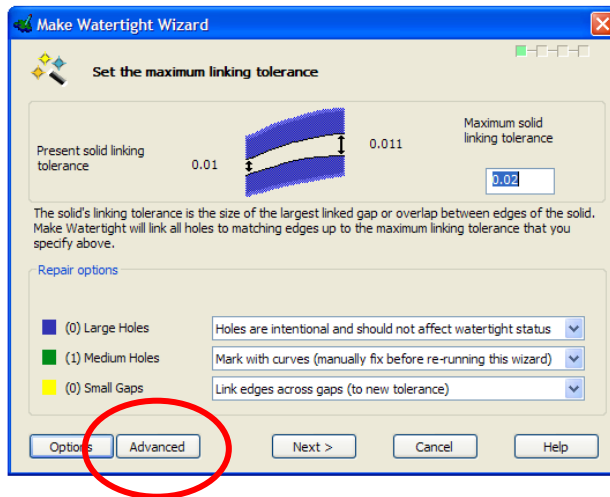 Make Watertight Wizard
Set the maximum linking tolerance
Present solid linking
tolerance
0.01
0.011
Maximum solid
linking tolerance
0.02
The solid's linking tolerance is the size of the largest linked gap or overlap between edges of the solid.
Make Watertight will link all holes to matching edges up to the maximum linking tolerance that you
specify above.
Repair options
(0) Large Holes
Holes are intentional and should not affect watertight status
(1) Medium Holes
Mark with curves (manually fix before re-running this wizard)
(0) Small Gaps
Link edges across gaps (to new tolerance)
Options
Advanced
Next >
Cancel
Help